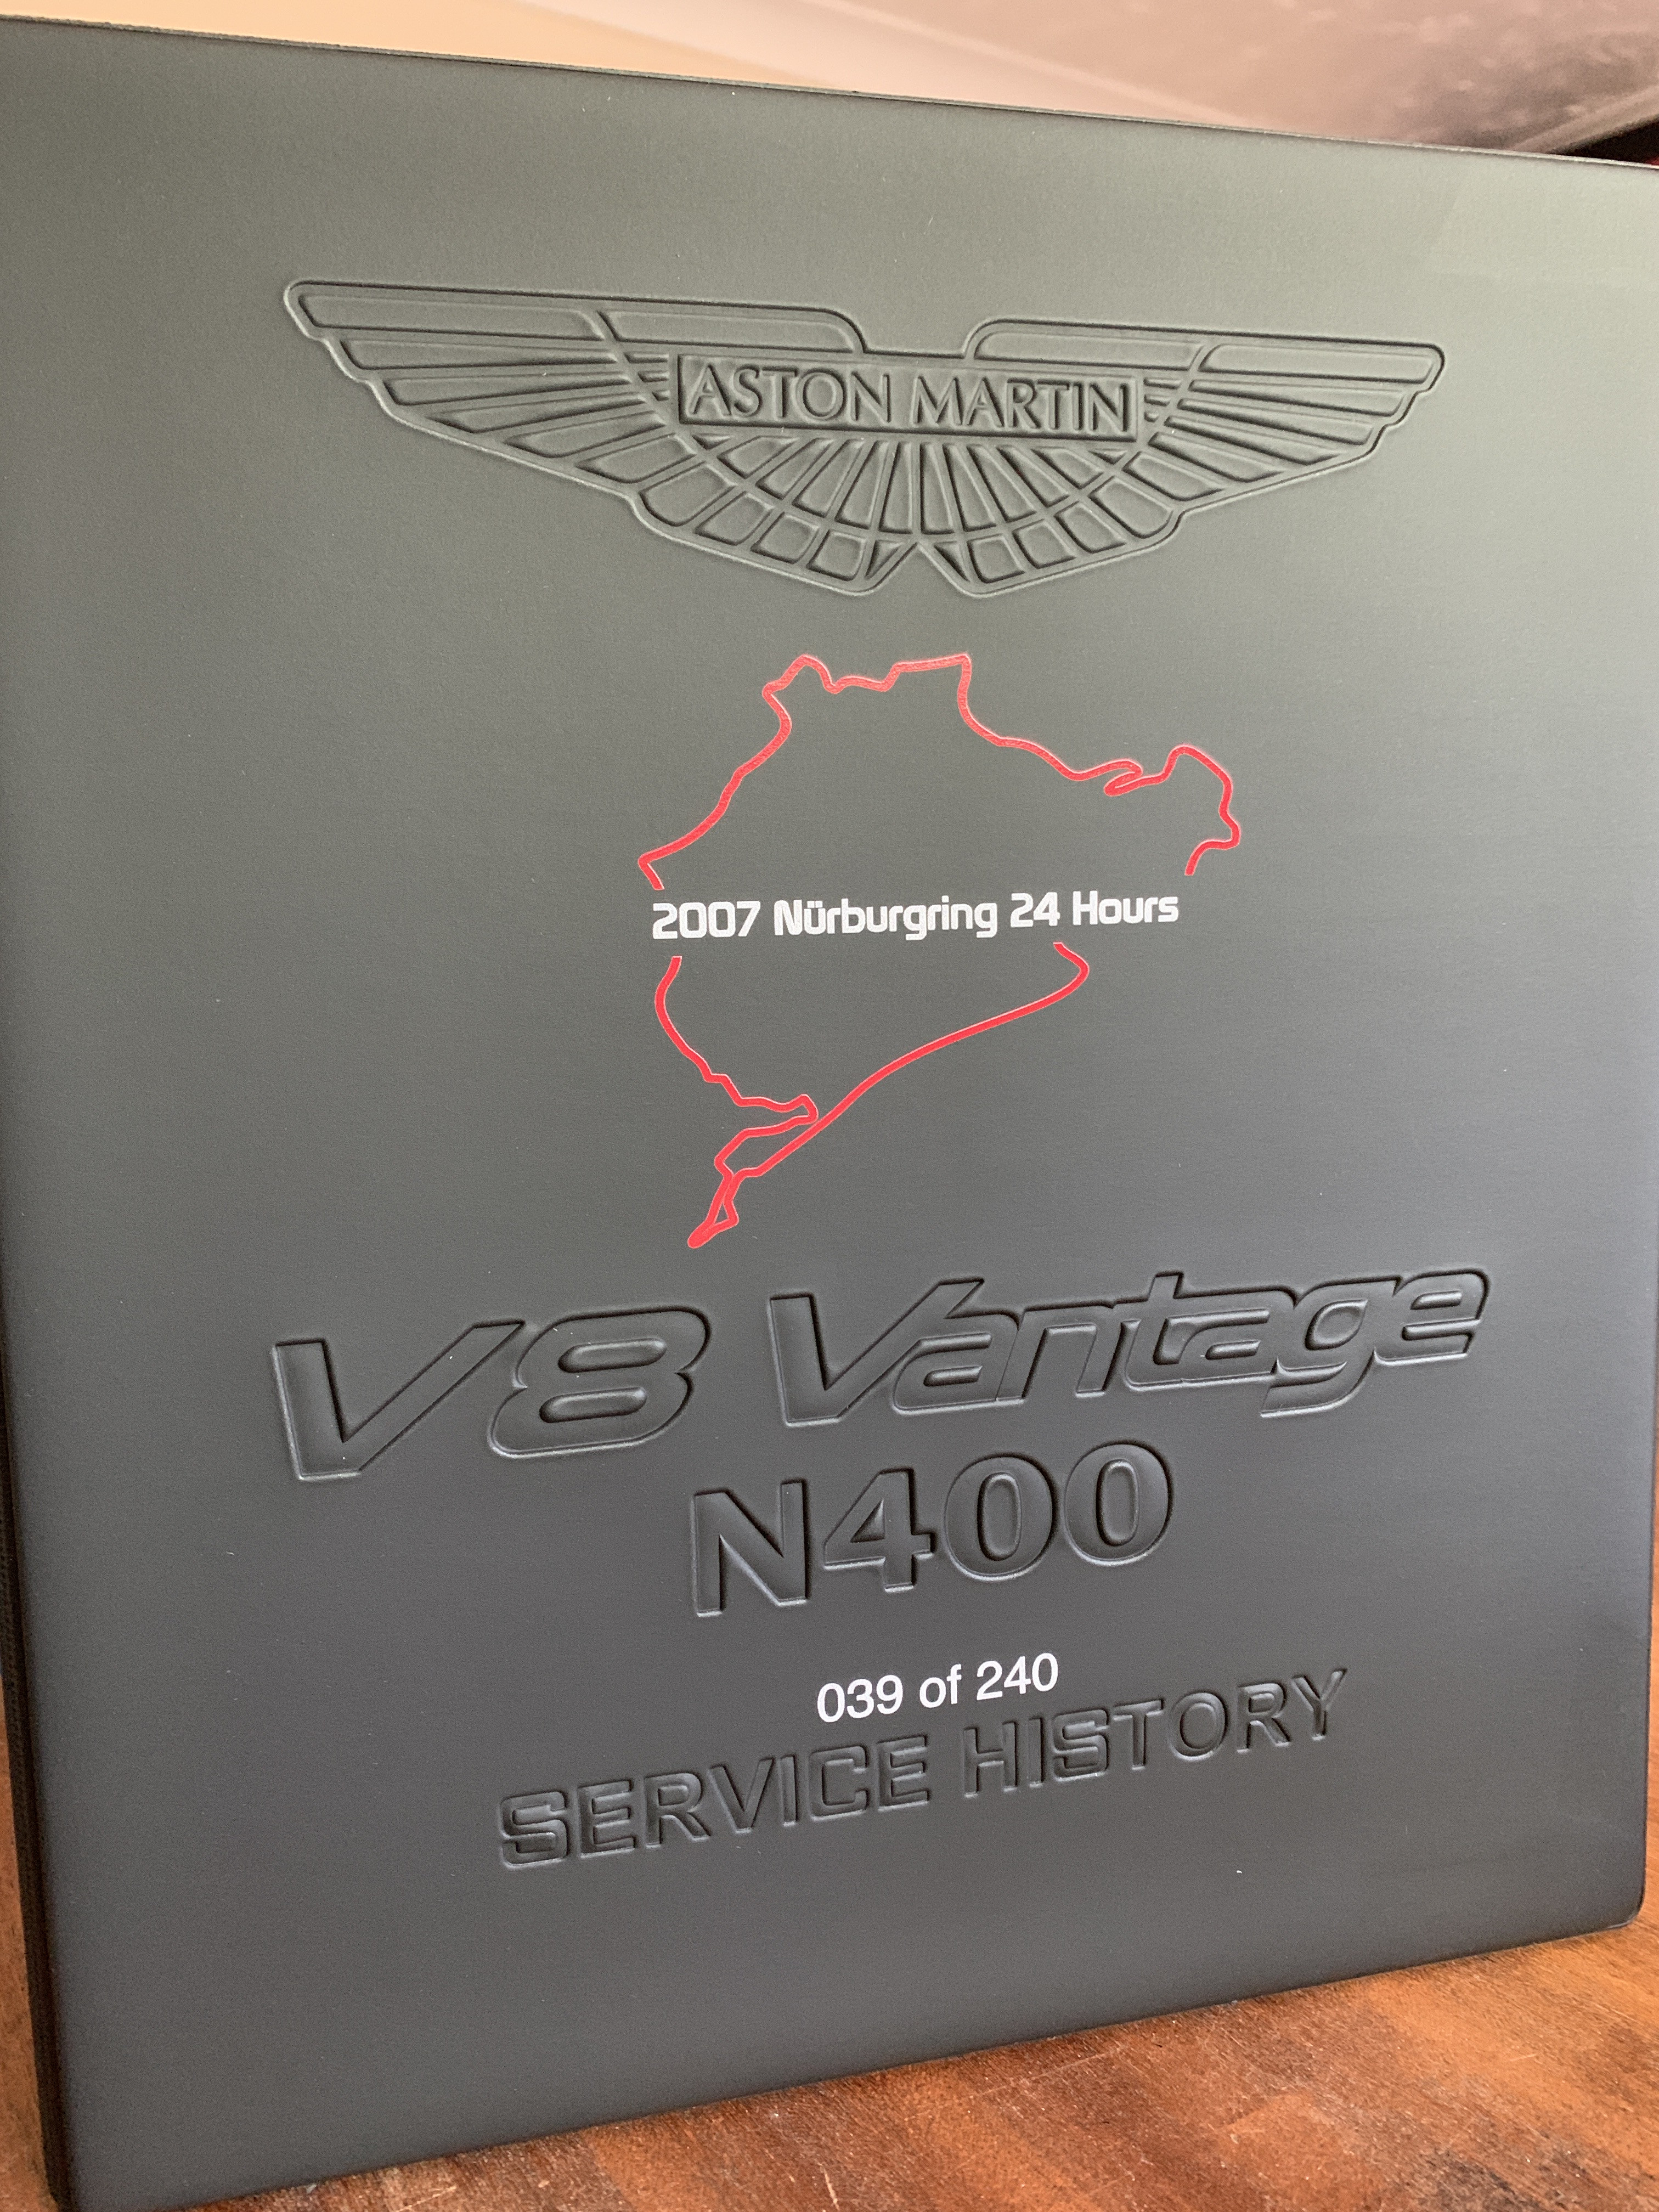 ASTON MARTIN
2007 Nürburgring 24 Hours
V8 Vantage
N400
039 of 240
SERVICE HISTORY